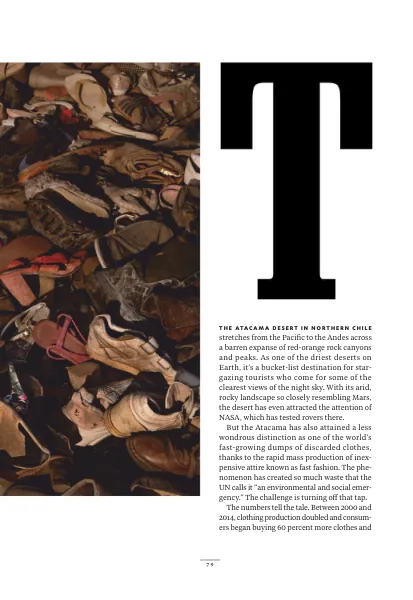 T
THE ATACAMA DESERT IN NORTHERN CHILE
stretches from the Pacific to the Andes across
a barren expanse of red-orange rock canyons
and peaks. As one of the driest deserts on
Earth, it's a bucket-list destination for star-
gazing tourists who come for some of the
clearest views of the night sky. With its arid,
rocky landscape so closely resembling Mars,
the desert has even attracted the attention of
NASA, which has tested rovers there.
But the Atacama has also attained a less
wondrous distinction as one of the world's
fast-growing dumps of discarded clothes,
thanks to the rapid mass production of inex-
pensive attire known as fast fashion. The phe-
nomenon has created so much waste that the
UN calls it "an environmental and social emer-
gency." The challenge is turning off that tap.
The numbers tell the tale. Between 2000 and
2014, clothing production doubled and consum-
ers began buying 60 percent more clothes and
79